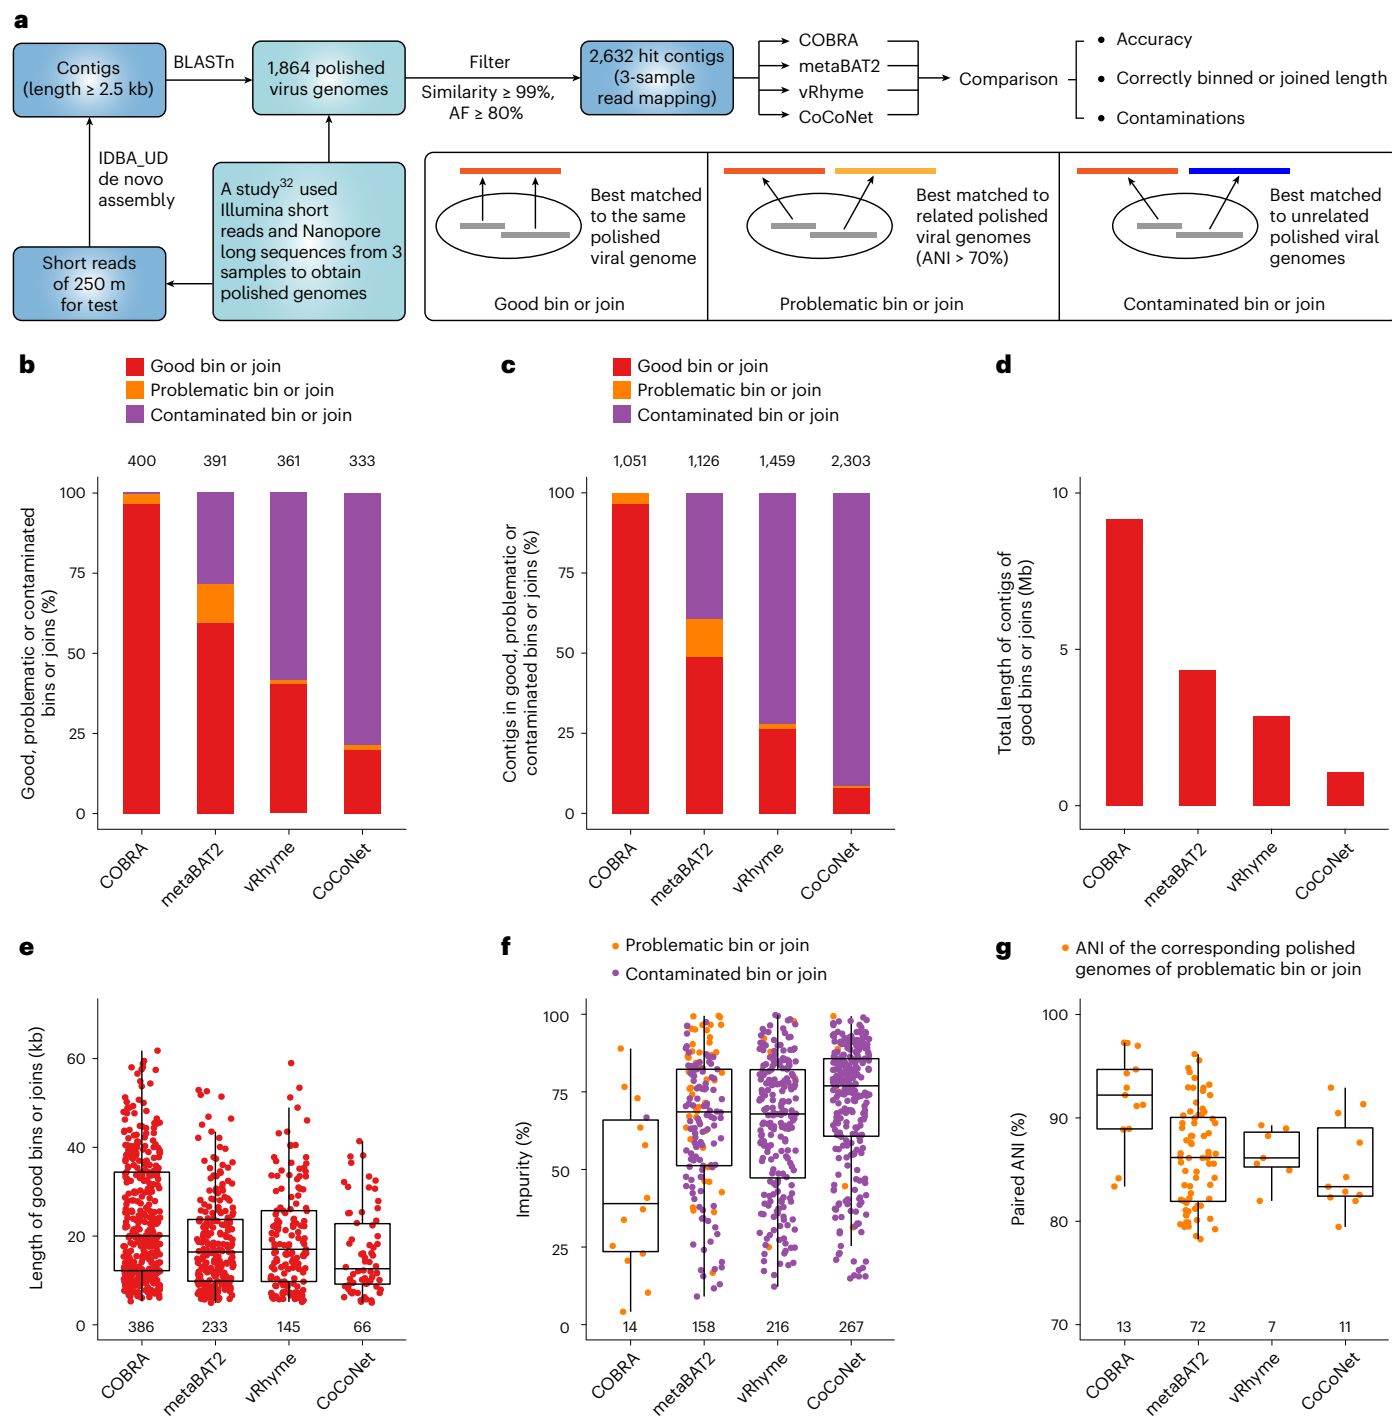 a
Contigs
(length ≥ 2.5 kb)
BLASTn
1,864 polished
virus genomes
Filter
Similarity ≥ 99%,
AF ≥ 80%
2,632 hit contigs
(3-sample
read mapping)
COBRA
metaBAT2
vRhyme
CoCoNet
Comparison
• Accuracy
• Correctly binned or joined length
• Contaminations
IDBA_UD
de novo
assembly
A study32 used
Illumina short
reads and Nanopore
long sequences from 3
samples to obtain
polished genomes
Short reads
of 250 m
for test
Best matched
to the same
polished
viral genome
Good bin or join
Best matched to
related polished
viral genomes
(ANI > 70%)
Problematic bin or join
Best matched
to unrelated
polished viral
genomes
Contaminated bin or join
b
Good bin or join
Problematic bin or join
Contaminated bin or join
400 391 361 333
Good, problematic or contaminated
bins or joins (%)
100
75
50
25
0
COBRA
metaBAT2
vRhyme
CoCoNet
c
Good bin or join
Problematic bin or join
Contaminated bin or join
1,051 1,126 1,459 2,303
Contigs in good, problematic or
contaminated bins or joins (%)
100
75
50
25
0
COBRA
metaBAT2
vRhyme
CoCoNet
d
Total length of contigs of
good bins or joins (Mb)
10
5
0
COBRA
metaBAT2
vRhyme
CoCoNet
e
Length of good bins or joins (kb)
60
40
20
0
386 233 145 66
COBRA
metaBAT2
vRhyme
CoCoNet
f
Problematic bin or join
Contaminated bin or join
Impurity (%)
100
75
50
25
0
14 158 216 267
COBRA
metaBAT2
vRhyme
CoCoNet
g
ANI of the corresponding polished
genomes of problematic bin or join
Paired ANI (%)
100
90
80
70
13 72 7 11
COBRA
metaBAT2
vRhyme
CoCoNet